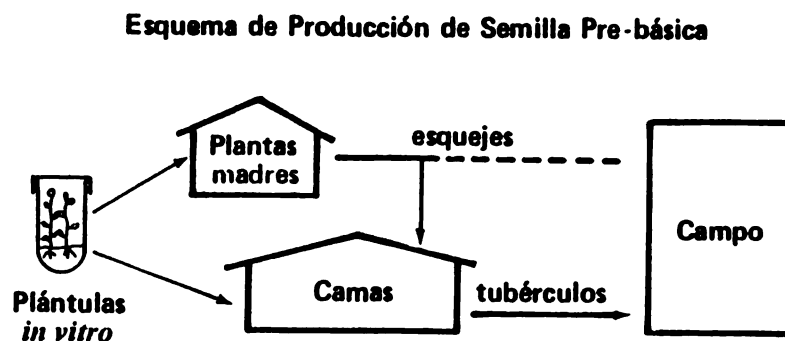 Esquema de Producción de Semilla Pre-básica
Plantas
madres
esquejes
Campo
Camas
tubérculos
Plántulas
in vitro